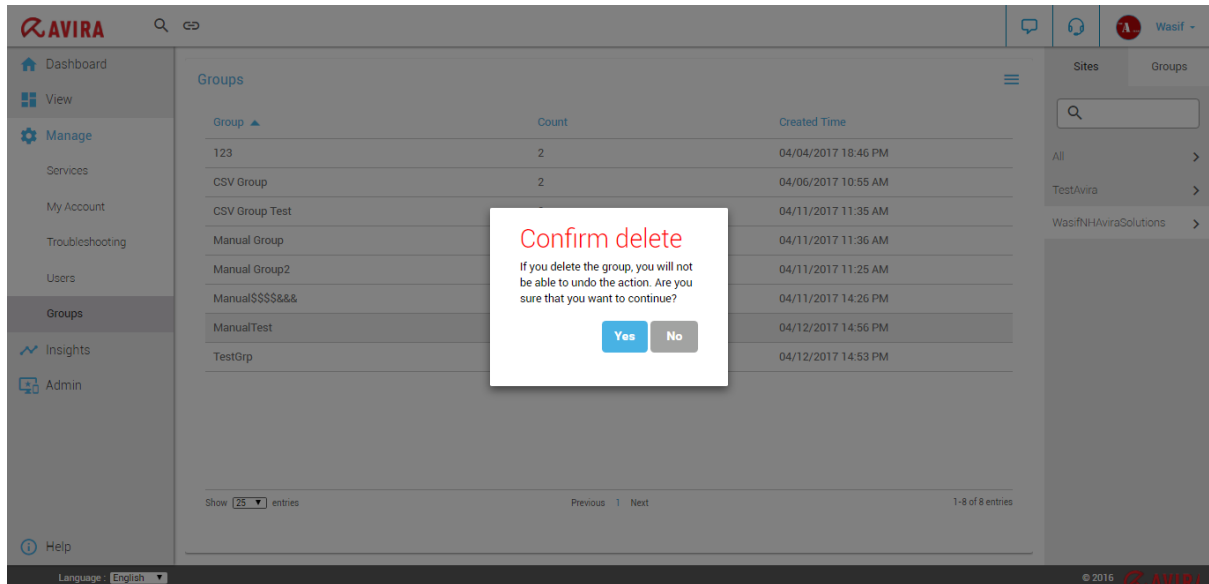 AVIRA
Wasif
Dashboard
View
Manage
Services
My Account
Troubleshooting
Users
Groups
Insights
Admin
Help
Groups
Group Count Created Time
123 2 04/04/2017 18:46 PM
CSV Group 2 04/06/2017 10:55 AM
CSV Group Test 04/11/2017 11:35 AM
Manual Group 04/11/2017 11:36 AM
Manual Group2 04/11/2017 11:25 AM
Manual$$$$&&& 04/11/2017 14:26 PM
ManualTest 04/12/2017 14:56 PM
TestGrp 04/12/2017 14:53 PM
Confirm delete
If you delete the group, you will not
be able to undo the action. Are you
sure that you want to continue?
Yes No
Show 25 entries Previous 1 Next 1-8 of 8 entries
Sites Groups
All
TestAvira
WasifNHAviraSolutions
Language : English © 2016 AVIRA